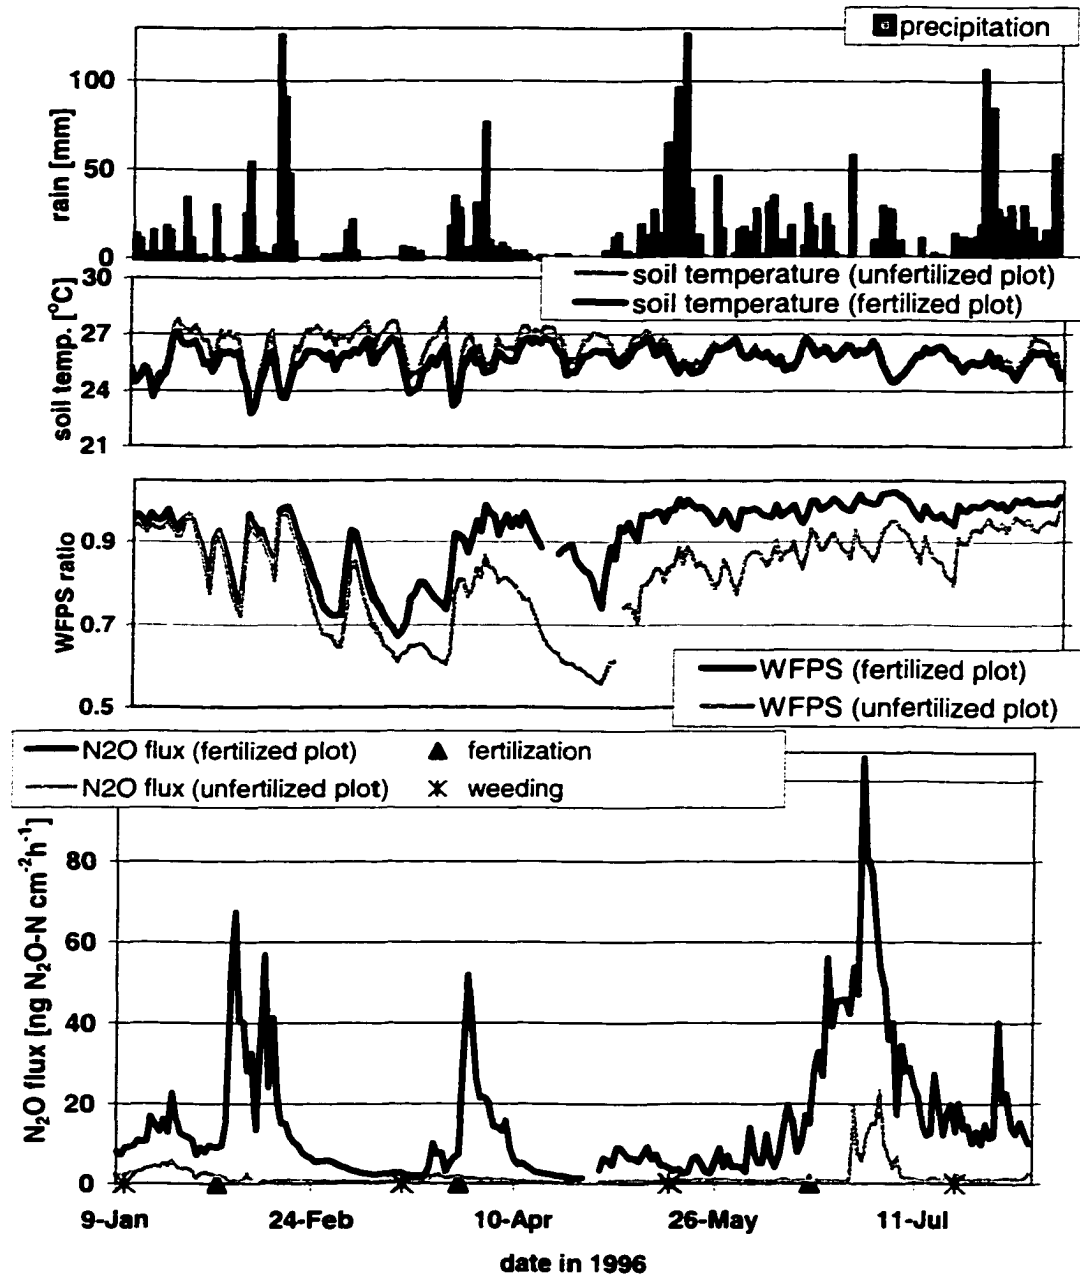 precipitation
rain [mm]
100
50
0
soil temperature (unfertilized plot)
soil temperature (fertilized plot)
soil temp. [°C]
30
27
24
21
WFPS ratio
0.9
0.7
0.5
WFPS (fertilized plot)
WFPS (unfertilized plot)
N2O flux (fertilized plot)
fertilization
N2O flux (unfertilized plot)
weeding
N₂O flux [ng N₂O-N cm⁻²h⁻¹]
80
60
40
20
0
9-Jan
24-Feb
10-Apr
26-May
11-Jul
date in 1996